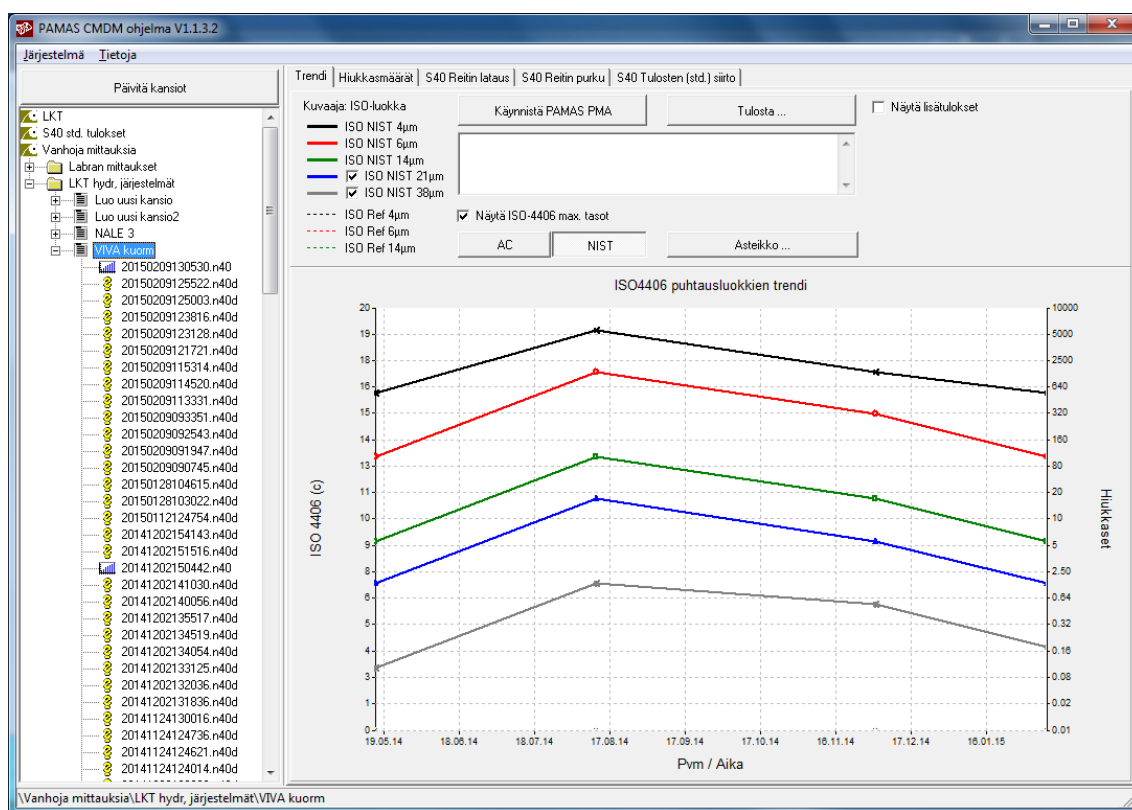 PAMAS CMDM ohjelma V1.1.3.2
Järjestelmä Tietoja
Päivitä kansiot
LKT
S40 std. tulokset
Vanhoja mittauksia
Labran mittaukset
LKT hydr, järjestelmät
Luo uusi kansio
Luo uusi kansio2
NALE 3
VIVA kuorm
20150209130530.n40
20150209125522.n40d
20150209125003.n40d
20150209123816.n40d
20150209123128.n40d
20150209121721.n40d
20150209115314.n40d
20150209114520.n40d
20150209113331.n40d
20150209093351.n40d
20150209092543.n40d
20150209091947.n40d
20150209090745.n40d
20150128104615.n40d
20150128103022.n40d
20150112124754.n40d
20141202154143.n40d
20141202151516.n40d
20141202150442.n40
20141202141030.n40d
20141202140056.n40d
20141202135517.n40d
20141202134519.n40d
20141202134054.n40d
20141202133125.n40d
20141202132036.n40d
20141202131836.n40d
20141124130016.n40d
20141124124736.n40d
20141124124621.n40d
20141124124014.n40d
Trendi Hiukkasmäärät S40 Reitin lataus S40 Reitin purku S40 Tulosten (std.) siirto
Kuvaaja: ISO-luokka
ISO NIST 4µm
ISO NIST 6µm
ISO NIST 14µm
ISO NIST 21µm
ISO NIST 38µm
ISO Ref 4µm
ISO Ref 6µm
ISO Ref 14µm
Käynnistä PAMAS PMA
Tulosta ...
Näytä lisätulokset
Näytä ISO-4406 max. tasot
AC
NIST
Asteikko ...
ISO4406 puhtausluokkien trendi
ISO 4406 (c)
20
19
18
16
15
14
13
11
10
9
8
6
5
4
3
1
0
10000
5000
2500
640
320
160
80
20
10
5
2.50
0.64
0.32
0.16
0.08
0.02
0.01
Hiukkaset
19.05.14 18.06.14 18.07.14 17.08.14 17.09.14 17.10.14 16.11.14 17.12.14 16.01.15
Pvm / Aika
\Vanhoja mittauksia\LKT hydr, järjestelmät\VIVA kuorm